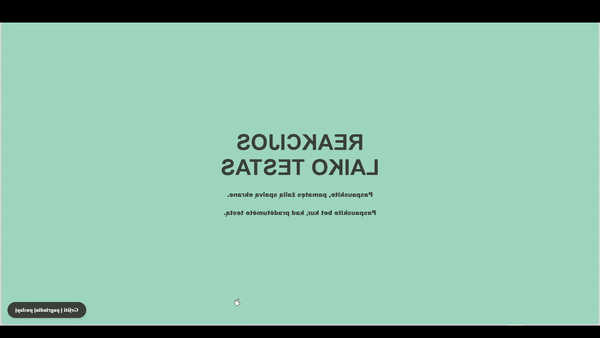 REAKCIJOS
LAIKO TESTAS
Paspauskite, pamatęs žalią spalvą ekrane.
Paspauskite bet kur, kad pradėtumėte testą.
Grįžti į pagrindinį puslapį